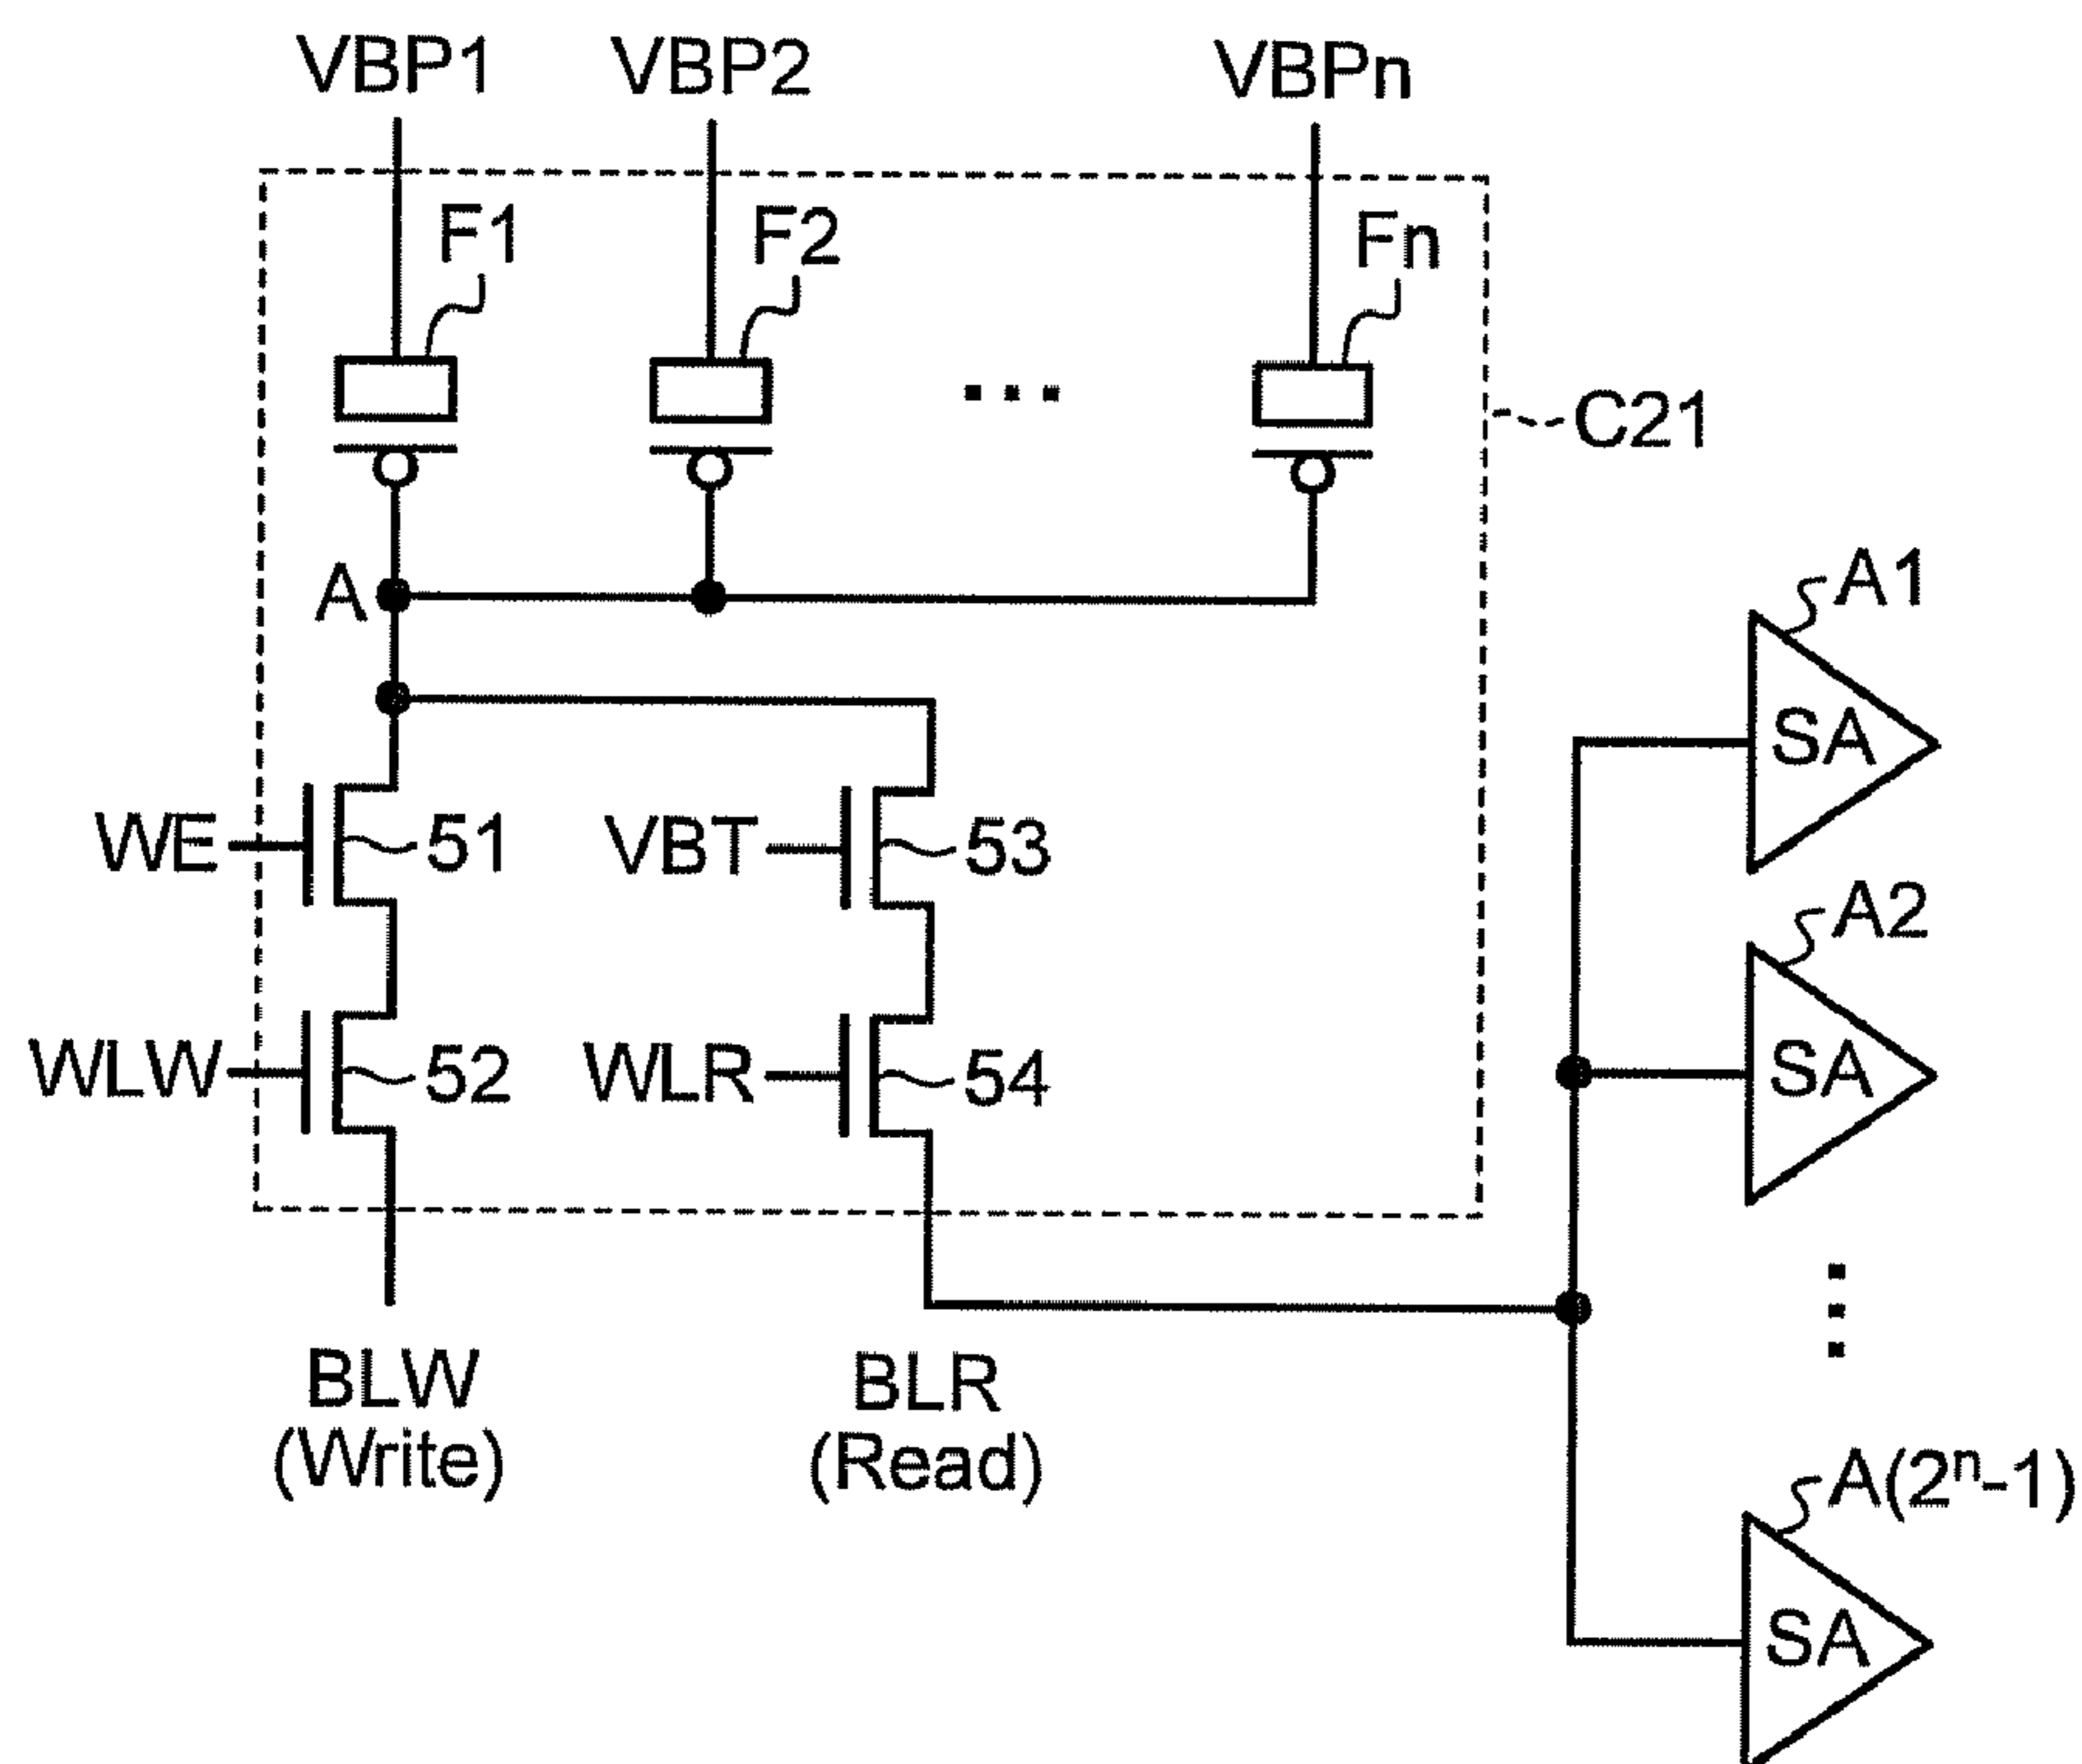 VBP1 VBP2 VBPn
F1 F2 Fn
C21
A
A1
SA
WE 51 VBT 53
A2
SA
WLW 52 WLR 54
BLW
(Write)
BLR
(Read)
A(2ⁿ-1)
SA